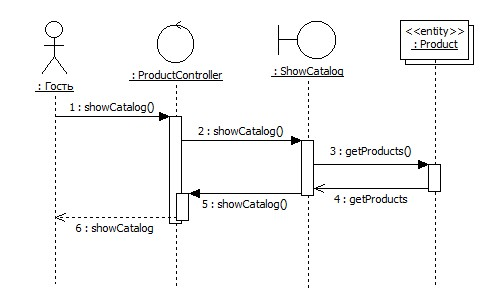 <<entity>>
: Product
: ProductController
: ShowCatalog
: Гость
1 : showCatalog()
2 : showCatalog()
3 : getProducts()
4 : getProducts
5 : showCatalog()
6 : showCatalog